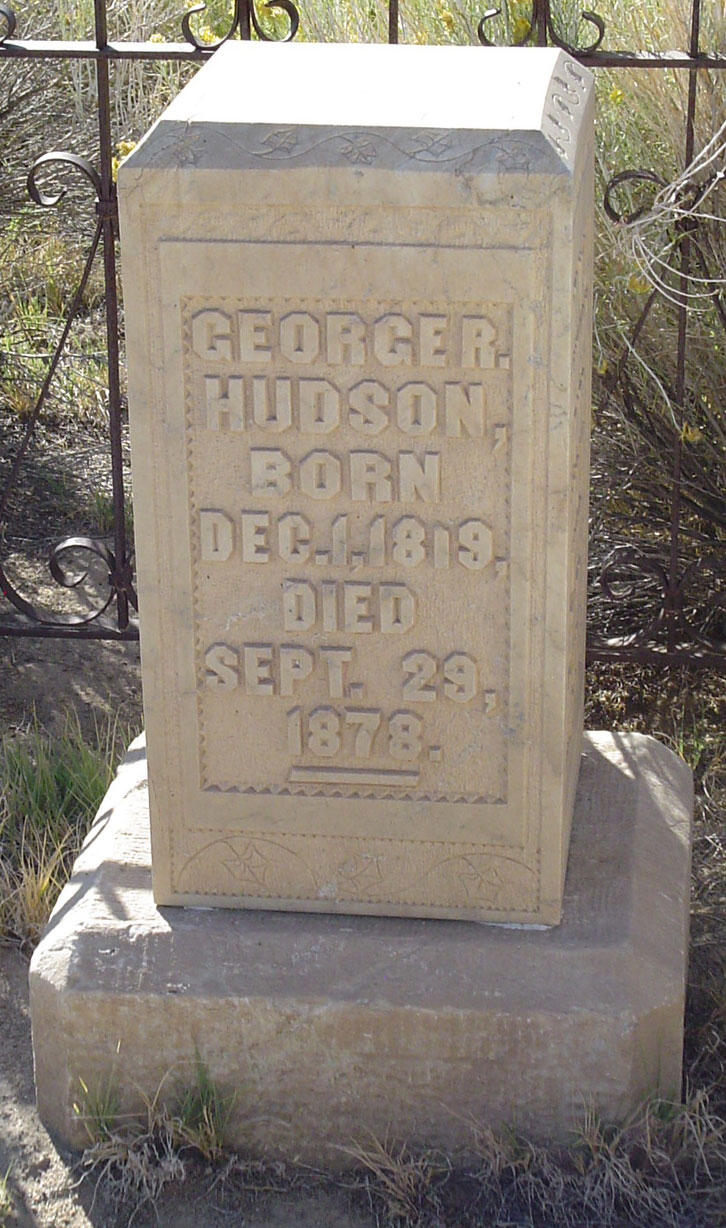 GEORGE R.
HUDSON,
BORN
DEC. 1, 1819,
DIED
SEPT. 29,
1878.